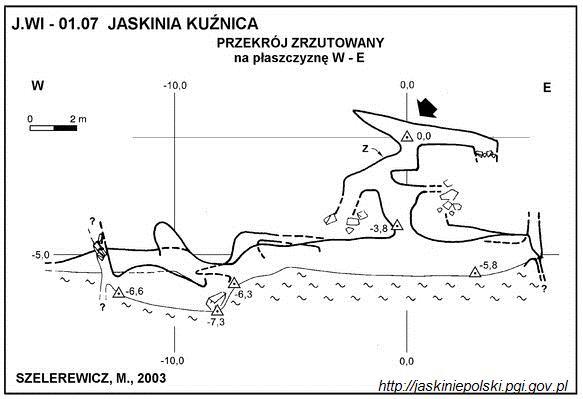 J.WI - 01.07 JASKINIA KUŹNICA
PRZEKRÓJ ZRZUTOWANY
na płaszczyznę W - E
W
-10,0
0,0
E
0
2 m
0,0
z
?
-3,8
-5.0
-5,8
-6,6
-6,3
-7,3
?
?
-10,0
0,0
SZELEREWICZ, M., 2003
http://jaskiniepolski.pgi.gov.pl